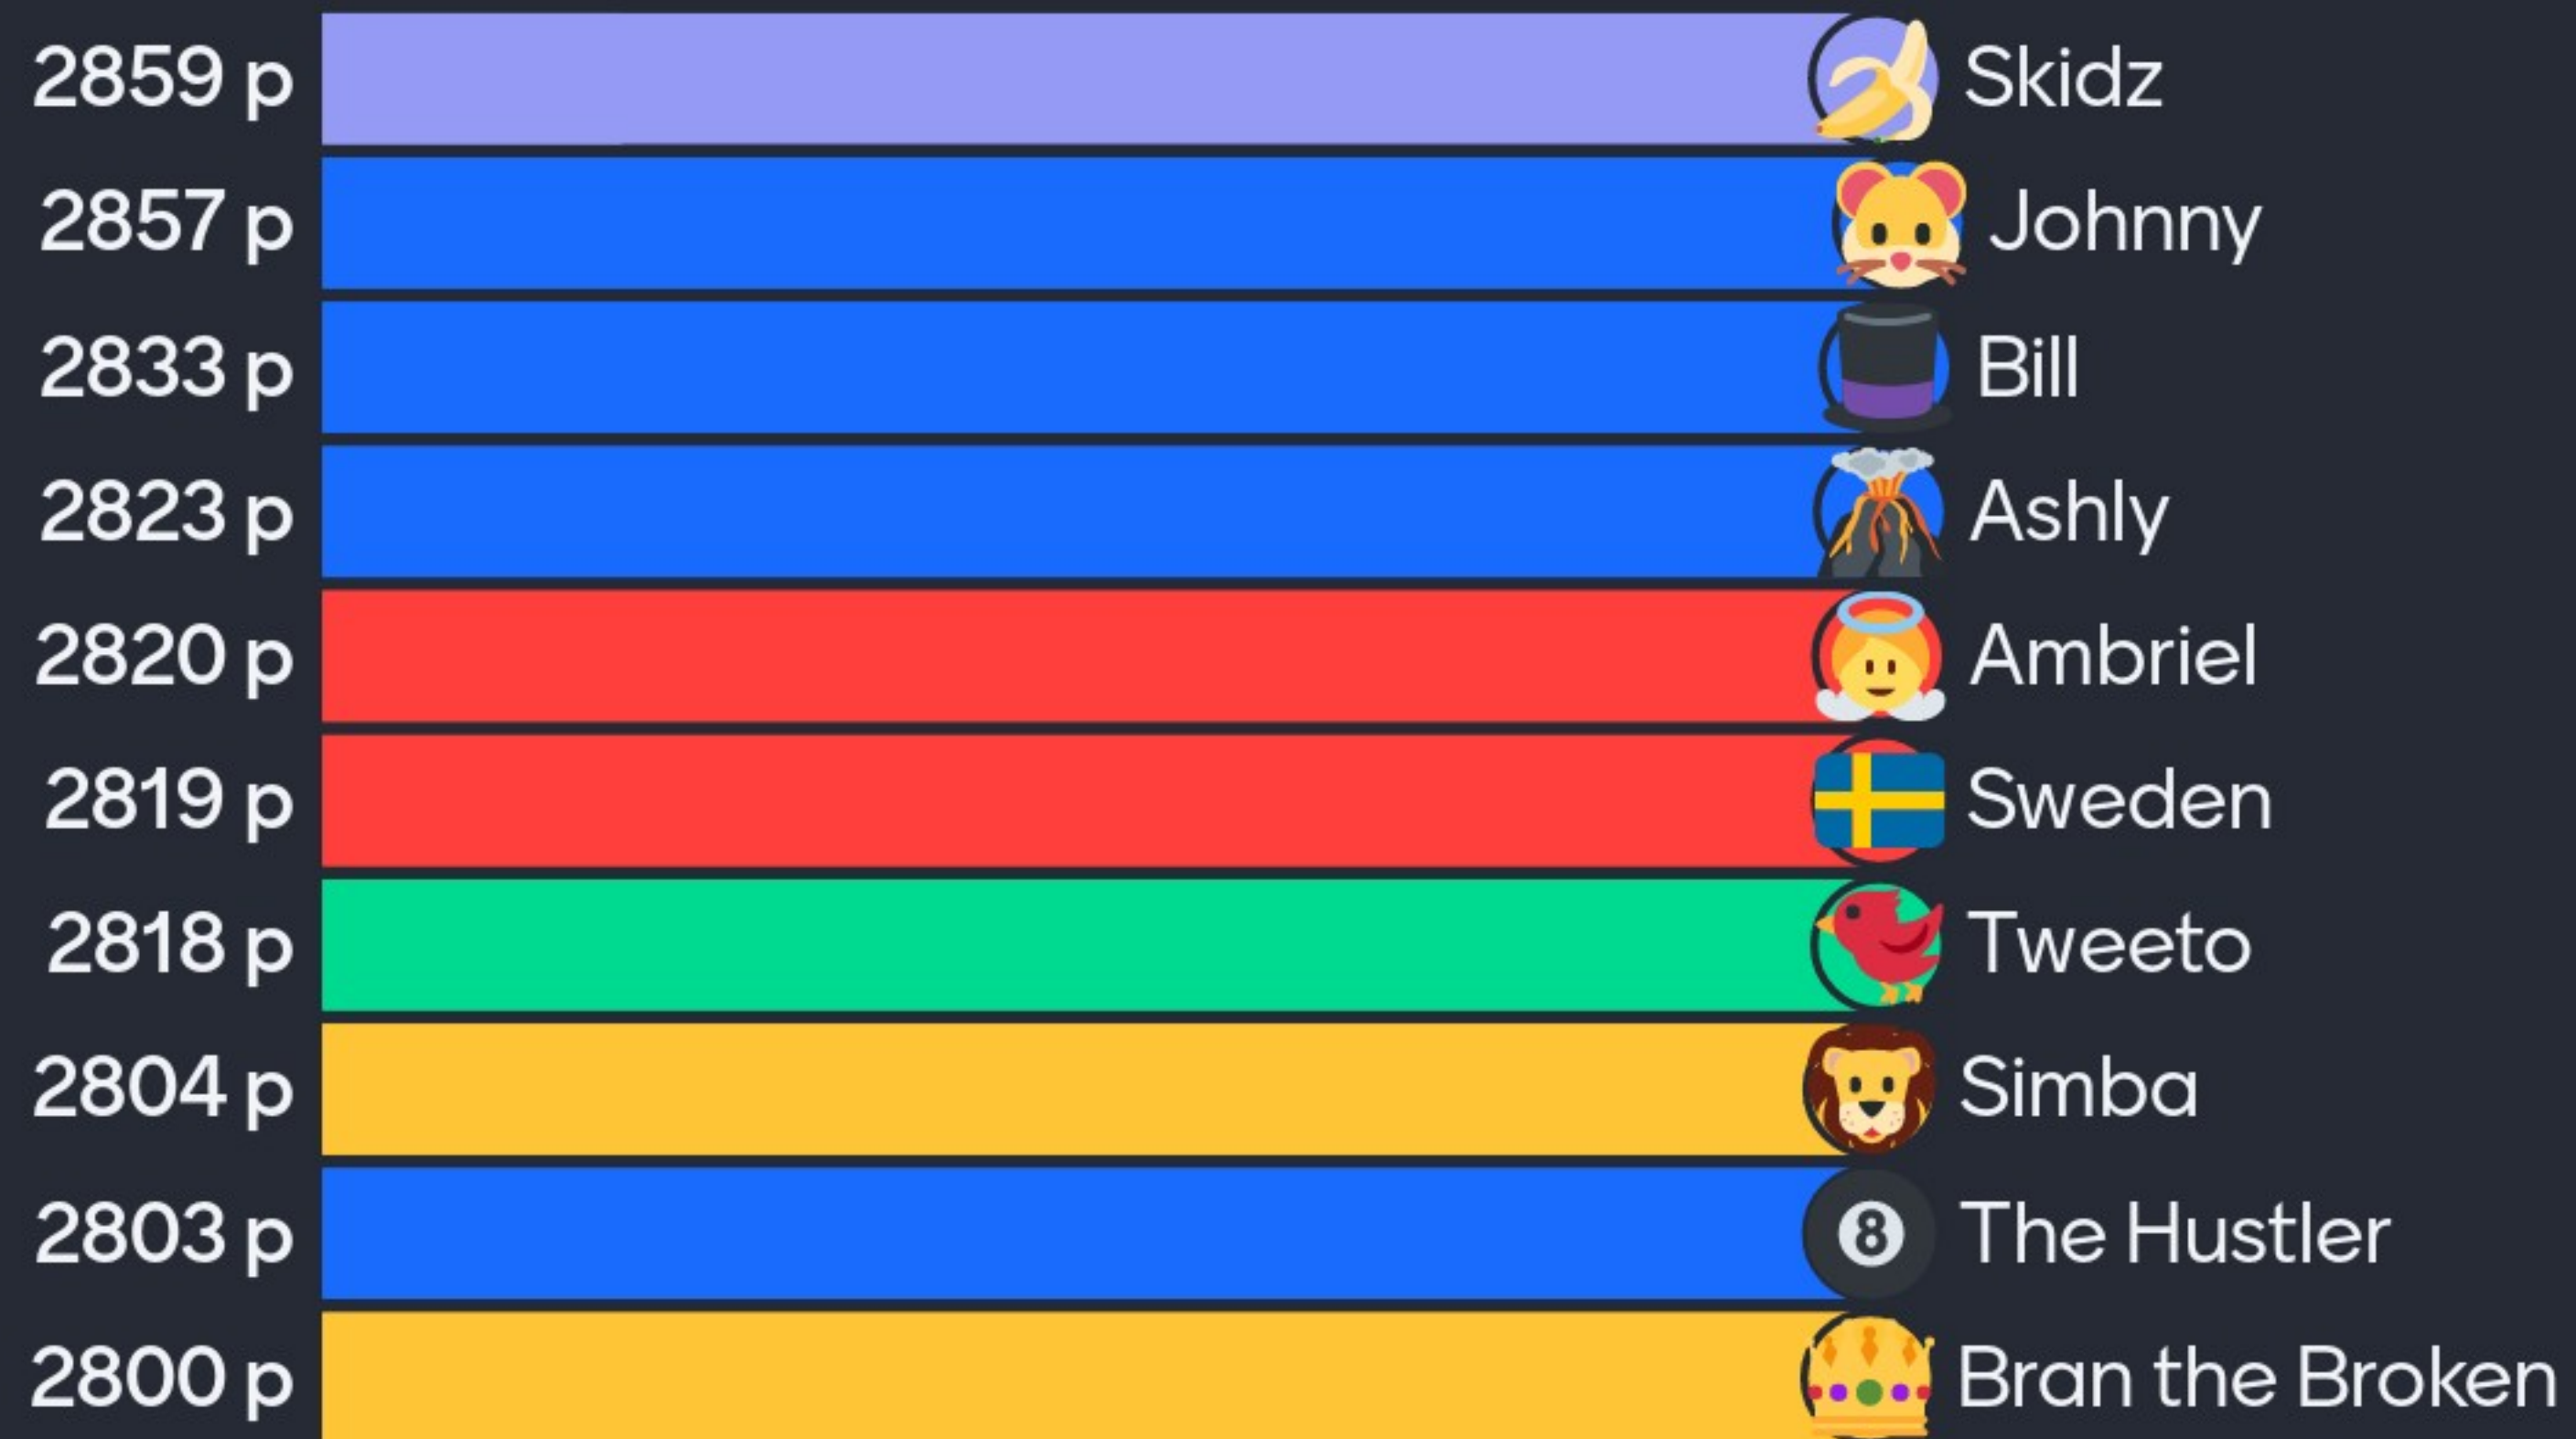 2859 p Skidz
2857 p Johnny
2833 p Bill
2823 p Ashly
2820 p Ambriel
2819 p Sweden
2818 p Tweeto
2804 p Simba
2803 p 8 The Hustler
2800 p Bran the Broken